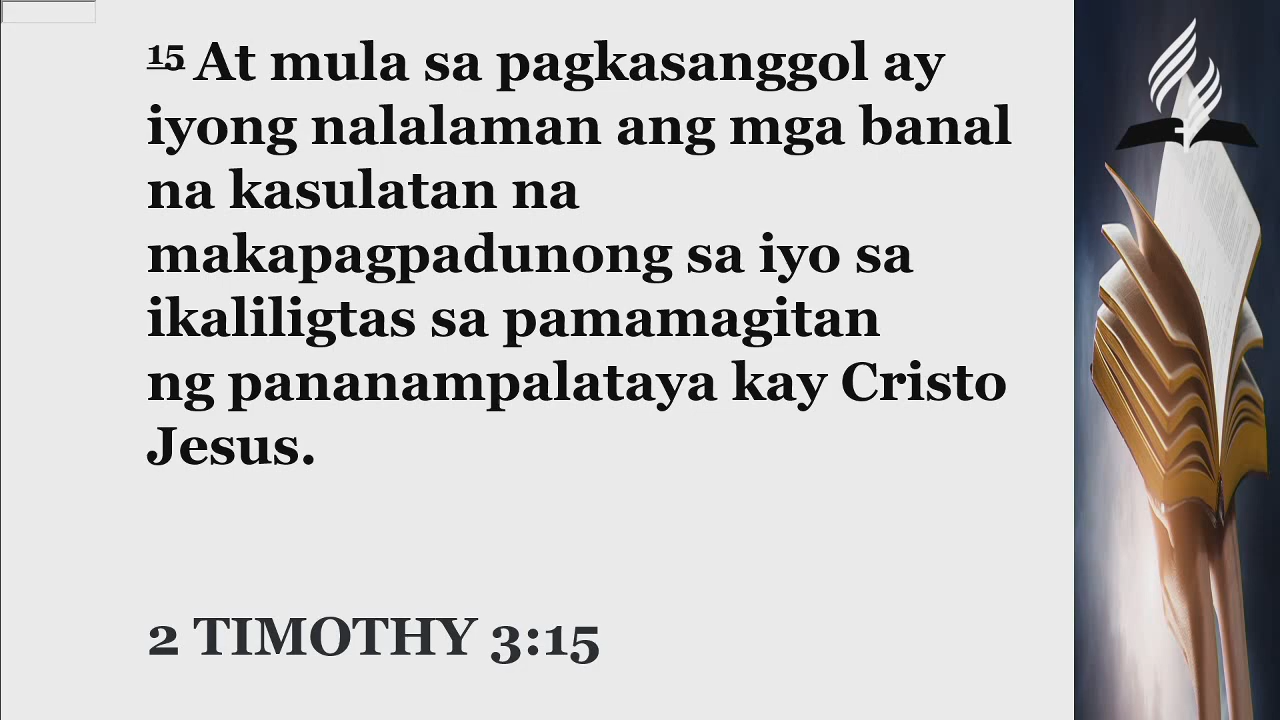 15 At mula sa pagkasanggol ay
iyong nalalaman ang mga banal
na kasulatan na
makapagpadunong sa iyo sa
ikaliligtas sa pamamagitan
ng pananampalataya kay Cristo
Jesus.
2 TIMOTHY 3:15